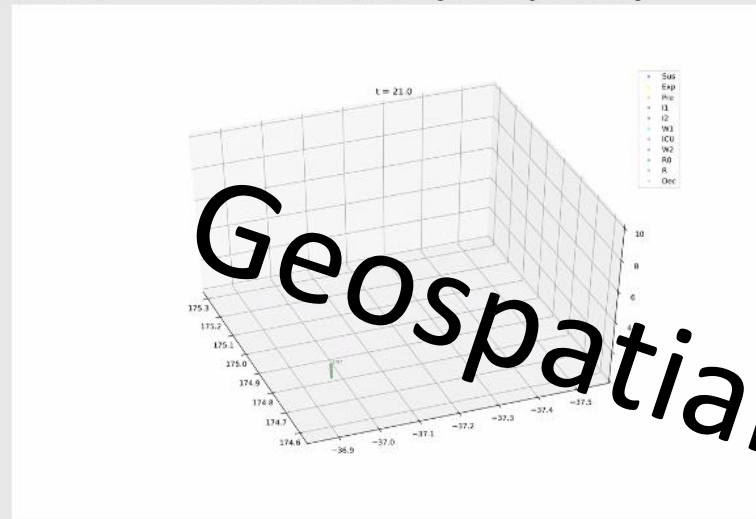 t = 21.0
Sus
Exp
Pre
I1
I2
W1
ICU
W2
R0
R
Dec
10
8
6
4
175.3
175.2
175.1
175.0
174.9
174.8
174.7
174.6
−36.9
−37.0
−37.1
−37.2
−37.3
−37.4
−37.5
Geospatial